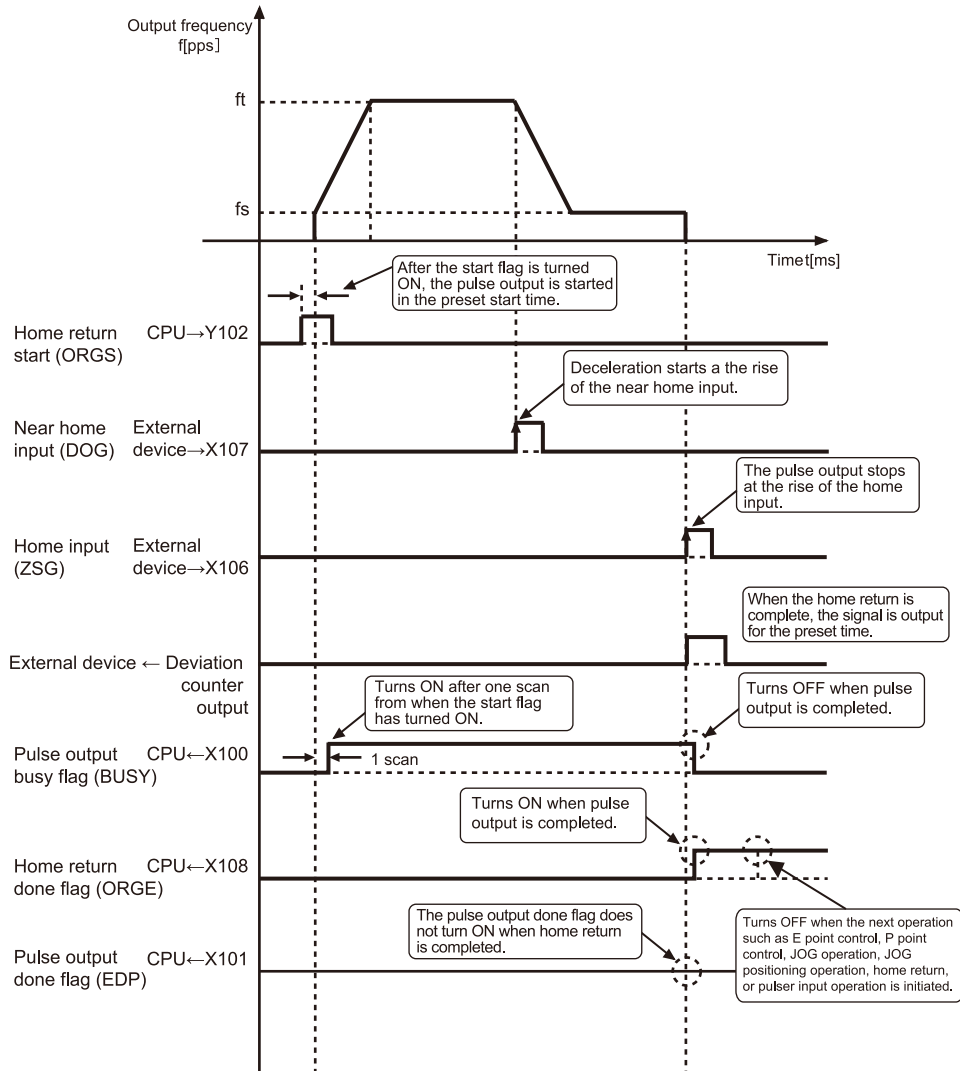 Output frequency
f[pps]
ft
fs
Timet[ms]
After the start flag is turned
ON, the pulse output is started
in the preset start time.
Home return
start (ORGS)
CPU→Y102
Deceleration starts a the rise
of the near home input.
Near home
input (DOG)
External
device→X107
The pulse output stops
at the rise of the home
input.
Home input
(ZSG)
External
device→X106
When the home return is
complete, the signal is output
for the preset time.
External device ← Deviation
counter
output
Turns ON after one scan
from when the start flag
has turned ON.
Turns OFF when pulse
output is completed.
Pulse output
busy flag (BUSY)
CPU←X100
1 scan
Turns ON when pulse
output is completed.
Home return
done flag (ORGE)
CPU←X108
The pulse output done flag does
not turn ON when home return
is completed.
Turns OFF when the next operation
such as E point control, P point
control, JOG operation, JOG
positioning operation, home return,
or pulser input operation is initiated.
Pulse output
done flag (EDP)
CPU←X101